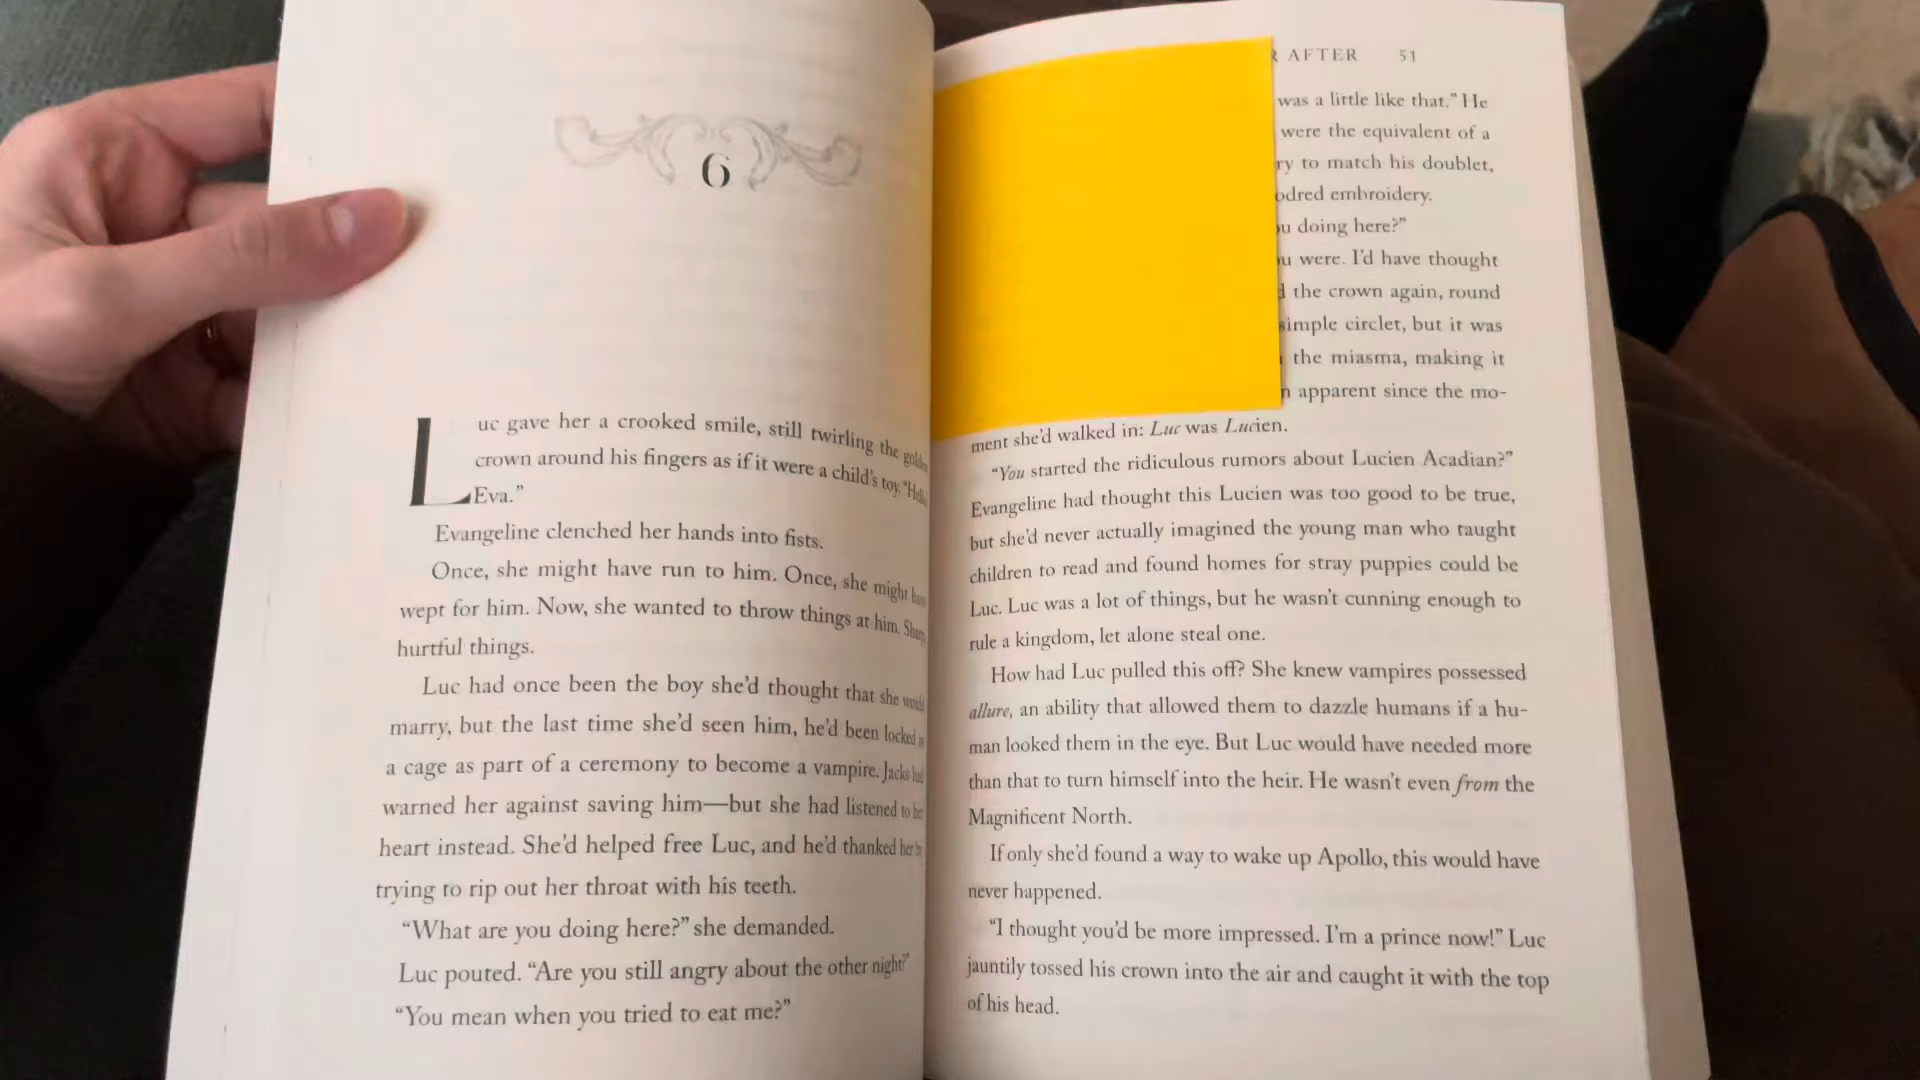 6
Luc gave her a crooked smile, still twirling the golden
crown around his fingers as if it were a child's toy. “Hello,
Eva.”
Evangeline clenched her hands into fists.
Once, she might have run to him. Once, she might have
wept for him. Now, she wanted to throw things at him. Sharp,
hurtful things.
Luc had once been the boy she'd thought that she would
marry, but the last time she'd seen him, he'd been locked in
a cage as part of a ceremony to become a vampire. Jacks had
warned her against saving him—but she had listened to her
heart instead. She'd helped free Luc, and he'd thanked her by
trying to rip out her throat with his teeth.
“What are you doing here?” she demanded.
Luc pouted. “Are you still angry about the other night?”
“You mean when you tried to eat me?”
AFTER 51
was a little like that.” He
were the equivalent of a
to match his doublet,
embroidery.
doing here?”
were. I'd have thought
the crown again, round
simple circlet, but it was
the miasma, making it
apparent since the mo-
ment she'd walked in: Luc was Lucien.
“You started the ridiculous rumors about Lucien Acadian?”
Evangeline had thought this Lucien was too good to be true,
but she'd never actually imagined the young man who taught
children to read and found homes for stray puppies could be
Luc. Luc was a lot of things, but he wasn't cunning enough to
rule a kingdom, let alone steal one.
How had Luc pulled this off? She knew vampires possessed
allure, an ability that allowed them to dazzle humans if a hu-
man looked them in the eye. But Luc would have needed more
than that to turn himself into the heir. He wasn't even from the
Magnificent North.
If only she'd found a way to wake up Apollo, this would have
never happened.
“I thought you'd be more impressed. I'm a prince now!” Luc
jauntily tossed his crown into the air and caught it with the top
of his head.